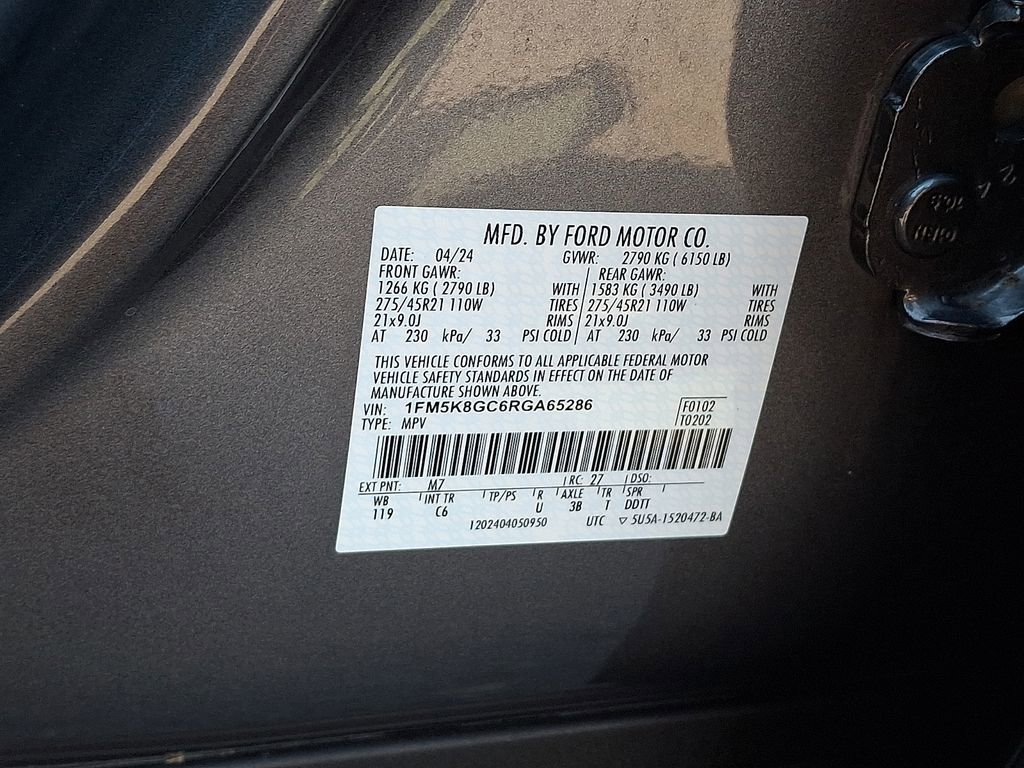 MFD. BY FORD MOTOR CO.
DATE: 04/24 GVWR: 2790 KG ( 6150 LB)
FRONT GAWR: REAR GAWR:
1266 KG ( 2790 LB) WITH 1583 KG ( 3490 LB) WITH
275/45R21 110W TIRES 275/45R21 110W TIRES
21x9.0J RIMS 21x9.0J RIMS
AT 230 kPa/ 33 PSI COLD AT 230 kPa/ 33 PSI COLD
THIS VEHICLE CONFORMS TO ALL APPLICABLE FEDERAL MOTOR
VEHICLE SAFETY STANDARDS IN EFFECT ON THE DATE OF
MANUFACTURE SHOWN ABOVE.
VIN: 1FM5K8GC6RGA65286 F0102
TYPE: MPV T0202
EXT PNT: M7 RC: 27 DSO:
WB INT TR TP/PS R AXLE TR SPR
119 C6 U 3B T DDTT
1202404050950 UTC ▽ 5U5A-1520472-BA